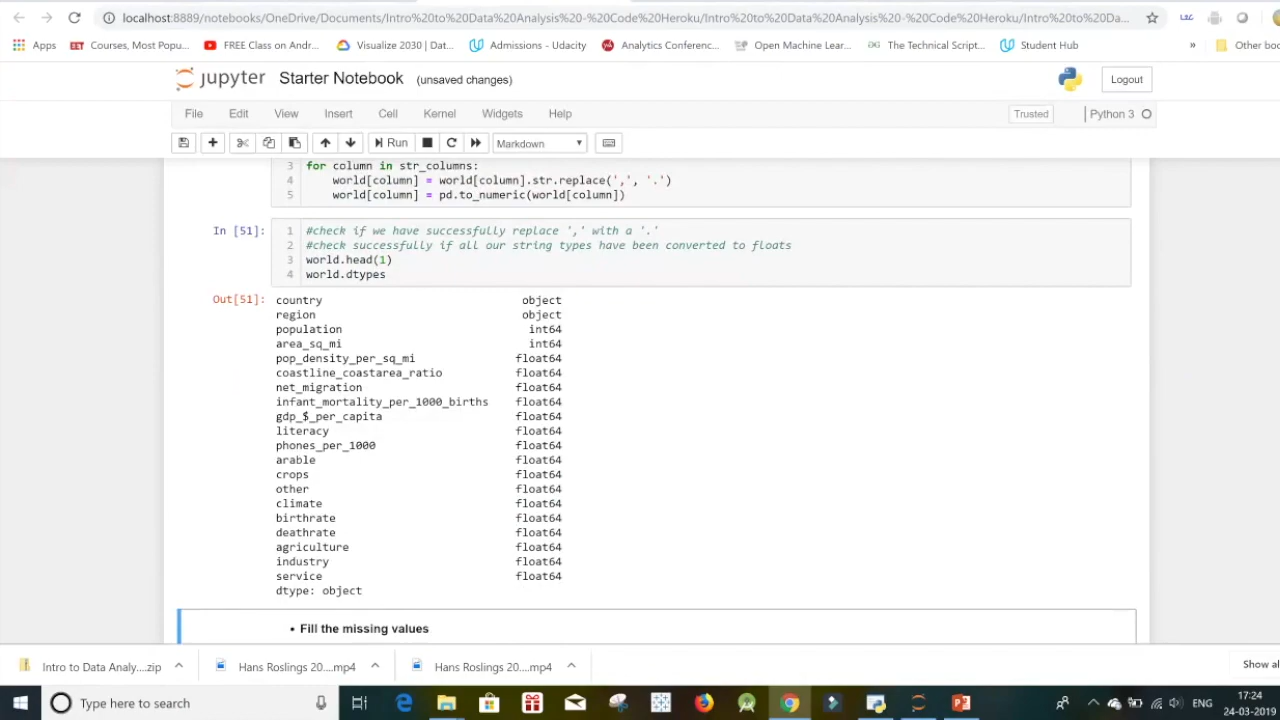 localhost:8889/notebooks/OneDrive/Documents/Intro%20to%20Data%20Analysis%20-%20Code%20Heroku/Intro%20to%20Data%20Analysis%20-%20Code%20Heroku/Intro%20to%20Da...
Apps Courses, Most Popu... FREE Class on Andr... Visualize 2030 | Dat... Admissions - Udacity Analytics Conferenc... Open Machine Lear... The Technical Script... Student Hub » Other boo
jupyter Starter Notebook (unsaved changes) Logout
File Edit View Insert Cell Kernel Widgets Help Trusted Python 3
Run Markdown
3 for column in str_columns:
4 world[column] = world[column].str.replace(',', '.')
5 world[column] = pd.to_numeric(world[column])
In [51]: 1 #check if we have successfully replace ',' with a '.'
2 #check successfully if all our string types have been converted to floats
3 world.head(1)
4 world.dtypes
Out[51]: country object
region object
population int64
area_sq_mi int64
pop_density_per_sq_mi float64
coastline_coastarea_ratio float64
net_migration float64
infant_mortality_per_1000_births float64
gdp_$_per_capita float64
literacy float64
phones_per_1000 float64
arable float64
crops float64
other float64
climate float64
birthrate float64
deathrate float64
agriculture float64
industry float64
service float64
dtype: object
• Fill the missing values
Intro to Data Analy....zip Hans Roslings 20....mp4 Hans Roslings 20....mp4 Show al
Type here to search ENG 17:24
24-03-2019